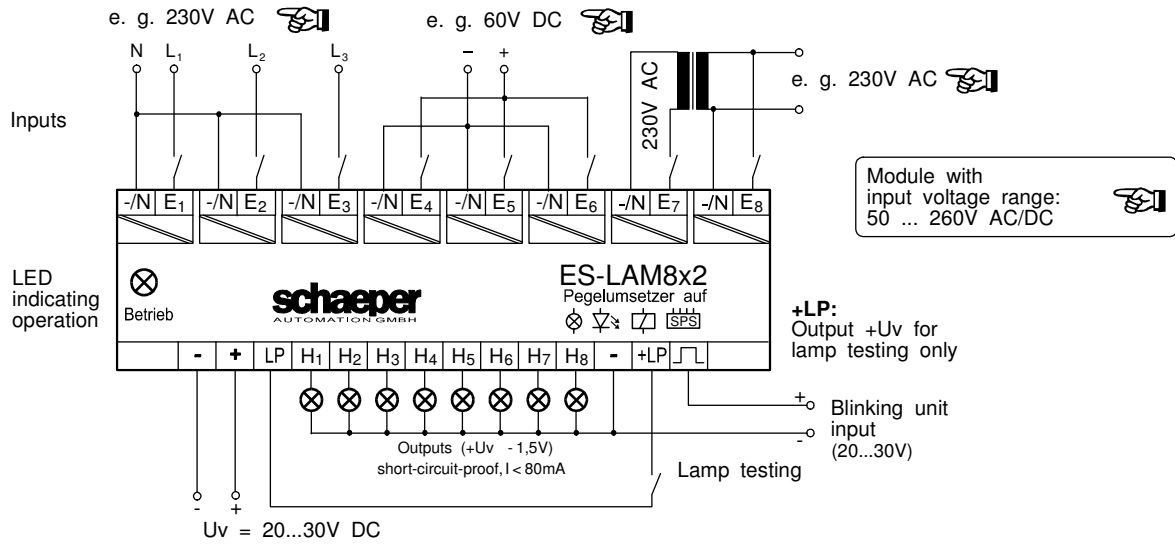 e. g. 230V AC
e. g. 60V DC
N L1 L2 L3 - +
230V AC
e. g. 230V AC
Inputs
-/N E1 -/N E2 -/N E3 -/N E4 -/N E5 -/N E6 -/N E7 -/N E8
Module with
input voltage range:
50 ... 260V AC/DC
LED
indicating
operation
Betrieb
schaeper
AUTOMATION GMBH
ES-LAM8x2
Pegelumsetzer auf
SPS
+LP:
Output +Uv for
lamp testing only
- + LP H1 H2 H3 H4 H5 H6 H7 H8 - +LP
+
-
Blinking unit
input
(20...30V)
Outputs (+Uv - 1,5V)
short-circuit-proof, I < 80mA
Lamp testing
- +
Uv = 20...30V DC